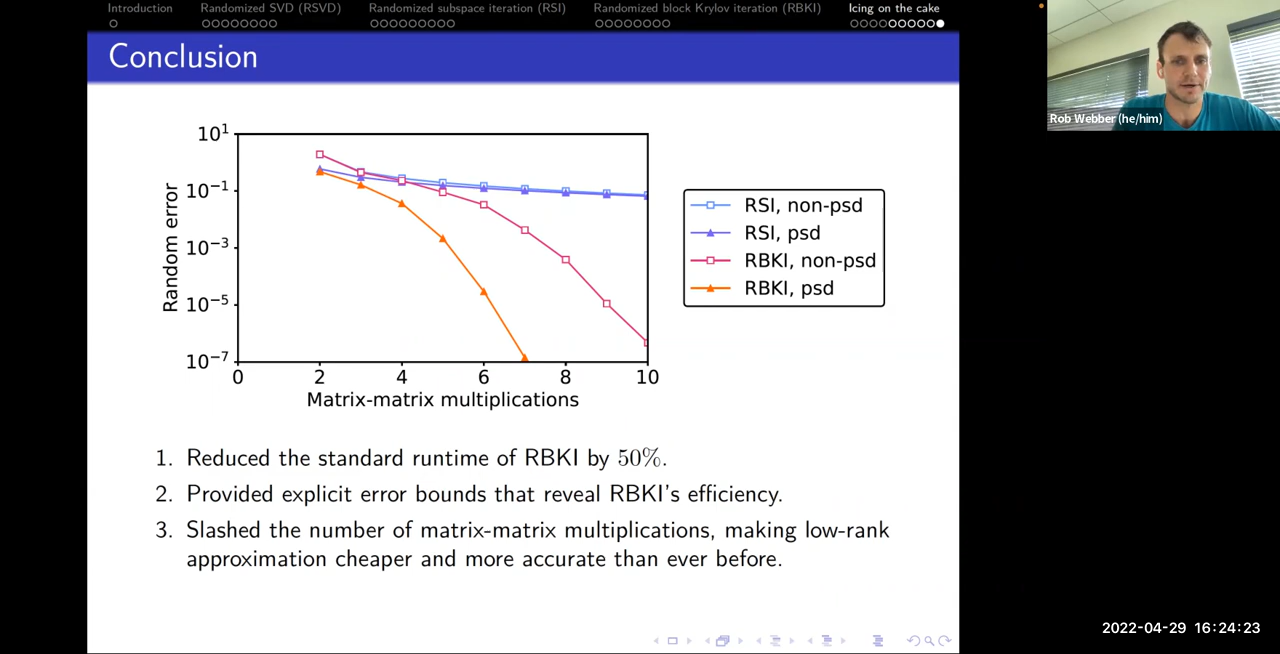 Introduction
Randomized SVD (RSVD)
Randomized subspace iteration (RSI)
Randomized block Krylov iteration (RBKI)
Icing on the cake
Conclusion
Rob Webber (he/him)
10¹
10⁻¹
10⁻³
10⁻⁵
10⁻⁷
Random error
0 2 4 6 8 10
Matrix-matrix multiplications
RSI, non-psd
RSI, psd
RBKI, non-psd
RBKI, psd
1. Reduced the standard runtime of RBKI by 50%.
2. Provided explicit error bounds that reveal RBKI's efficiency.
3. Slashed the number of matrix-matrix multiplications, making low-rank
approximation cheaper and more accurate than ever before.
2022-04-29 16:24:23